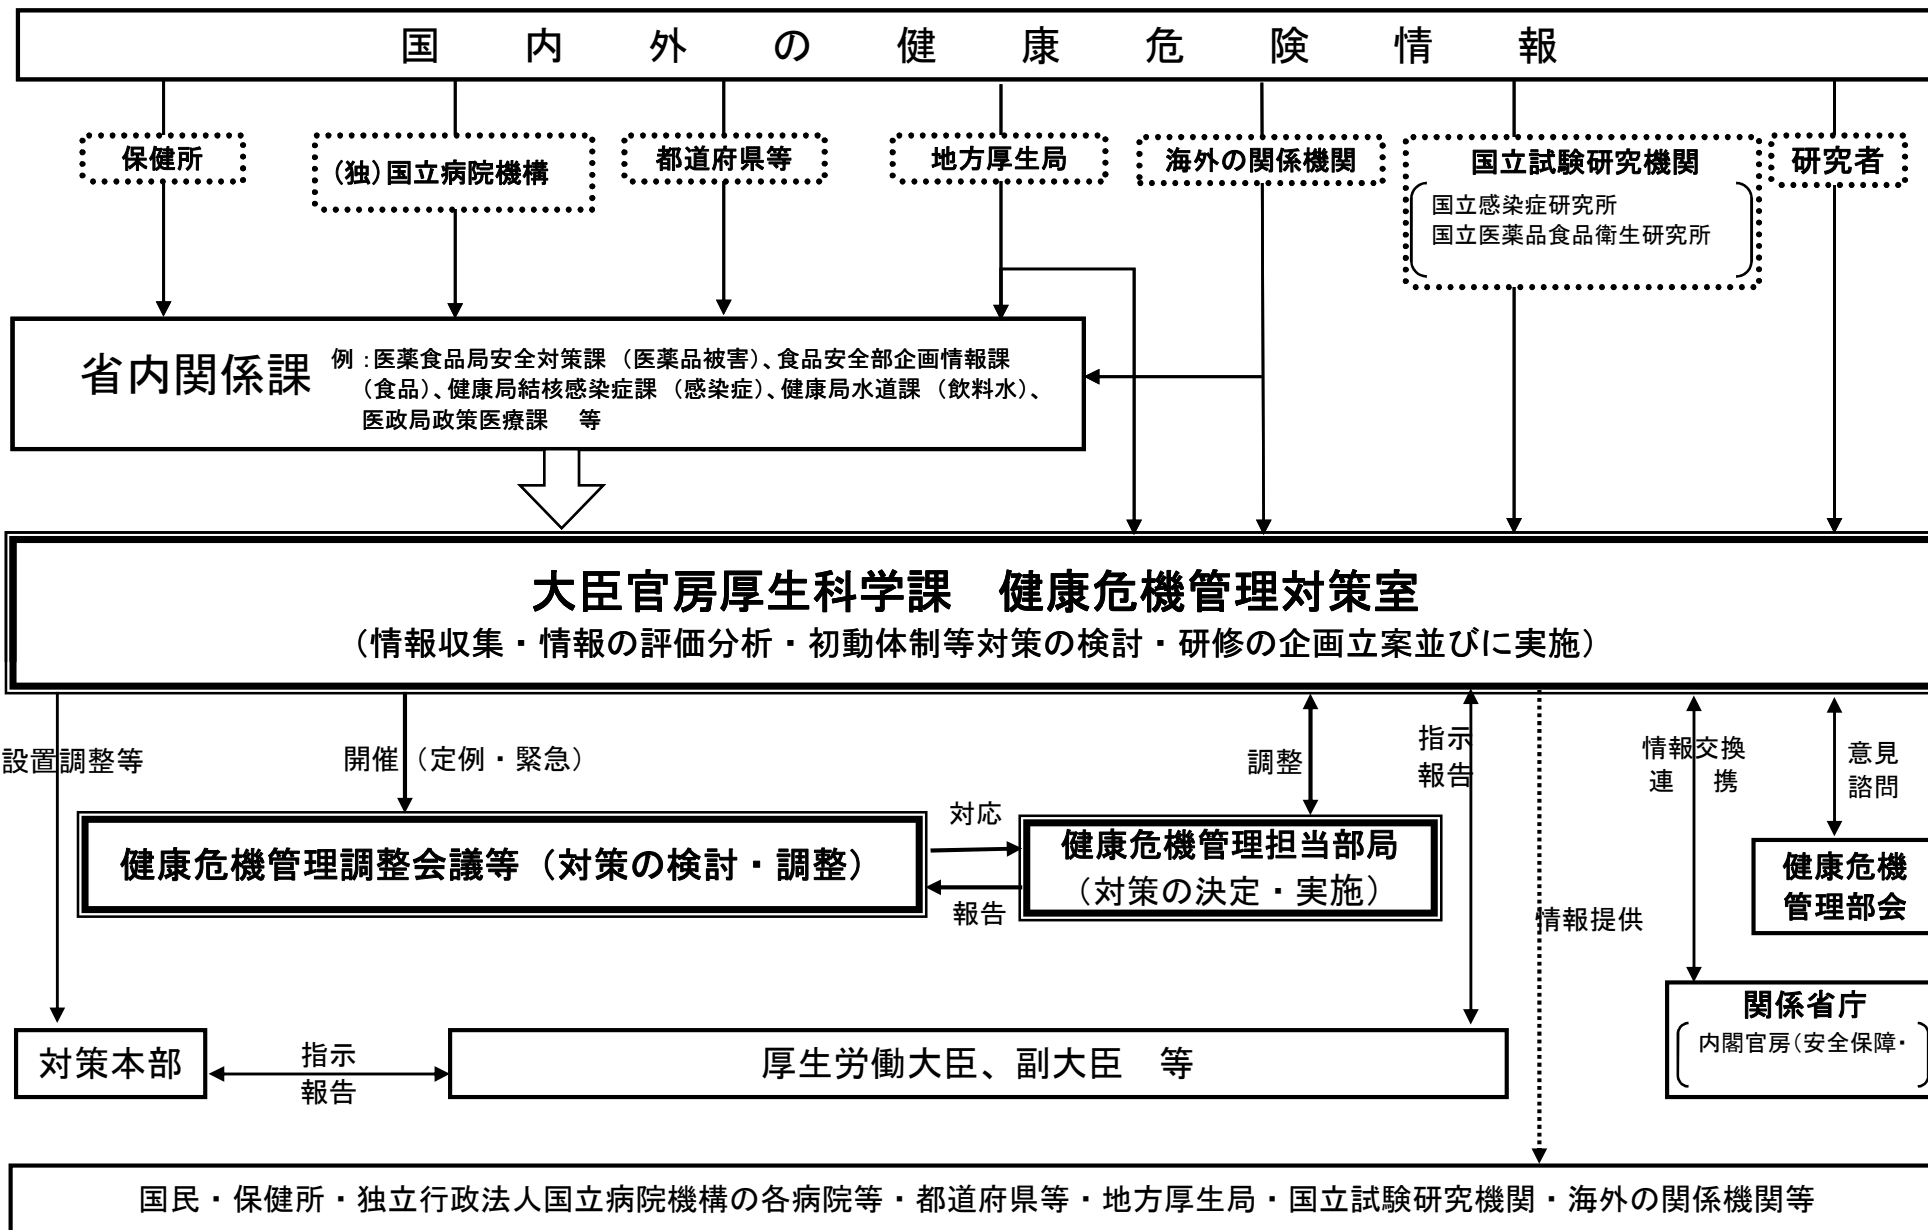 国内外の健康危険情報
保健所
(独)国立病院機構
都道府県等
地方厚生局
海外の関係機関
国立試験研究機関
国立感染症研究所
国立医薬品食品衛生研究所
研究者
省内関係課
例：医薬食品局安全対策課（医薬品被害）、食品安全部企画情報課
（食品）、健康局結核感染症課（感染症）、健康局水道課（飲料水）、
医政局政策医療課　等
大臣官房厚生科学課　健康危機管理対策室
（情報収集・情報の評価分析・初動体制等対策の検討・研修の企画立案並びに実施）
設置調整等
開催（定例・緊急）
調整
指示
報告
情報交換
連　携
意見
諮問
対応
報告
健康危機管理調整会議等（対策の検討・調整）
健康危機管理担当部局
（対策の決定・実施）
健康危機
管理部会
情報提供
関係省庁
内閣官房（安全保障・
対策本部
指示
報告
厚生労働大臣、副大臣　等
国民・保健所・独立行政法人国立病院機構の各病院等・都道府県等・地方厚生局・国立試験研究機関・海外の関係機関等